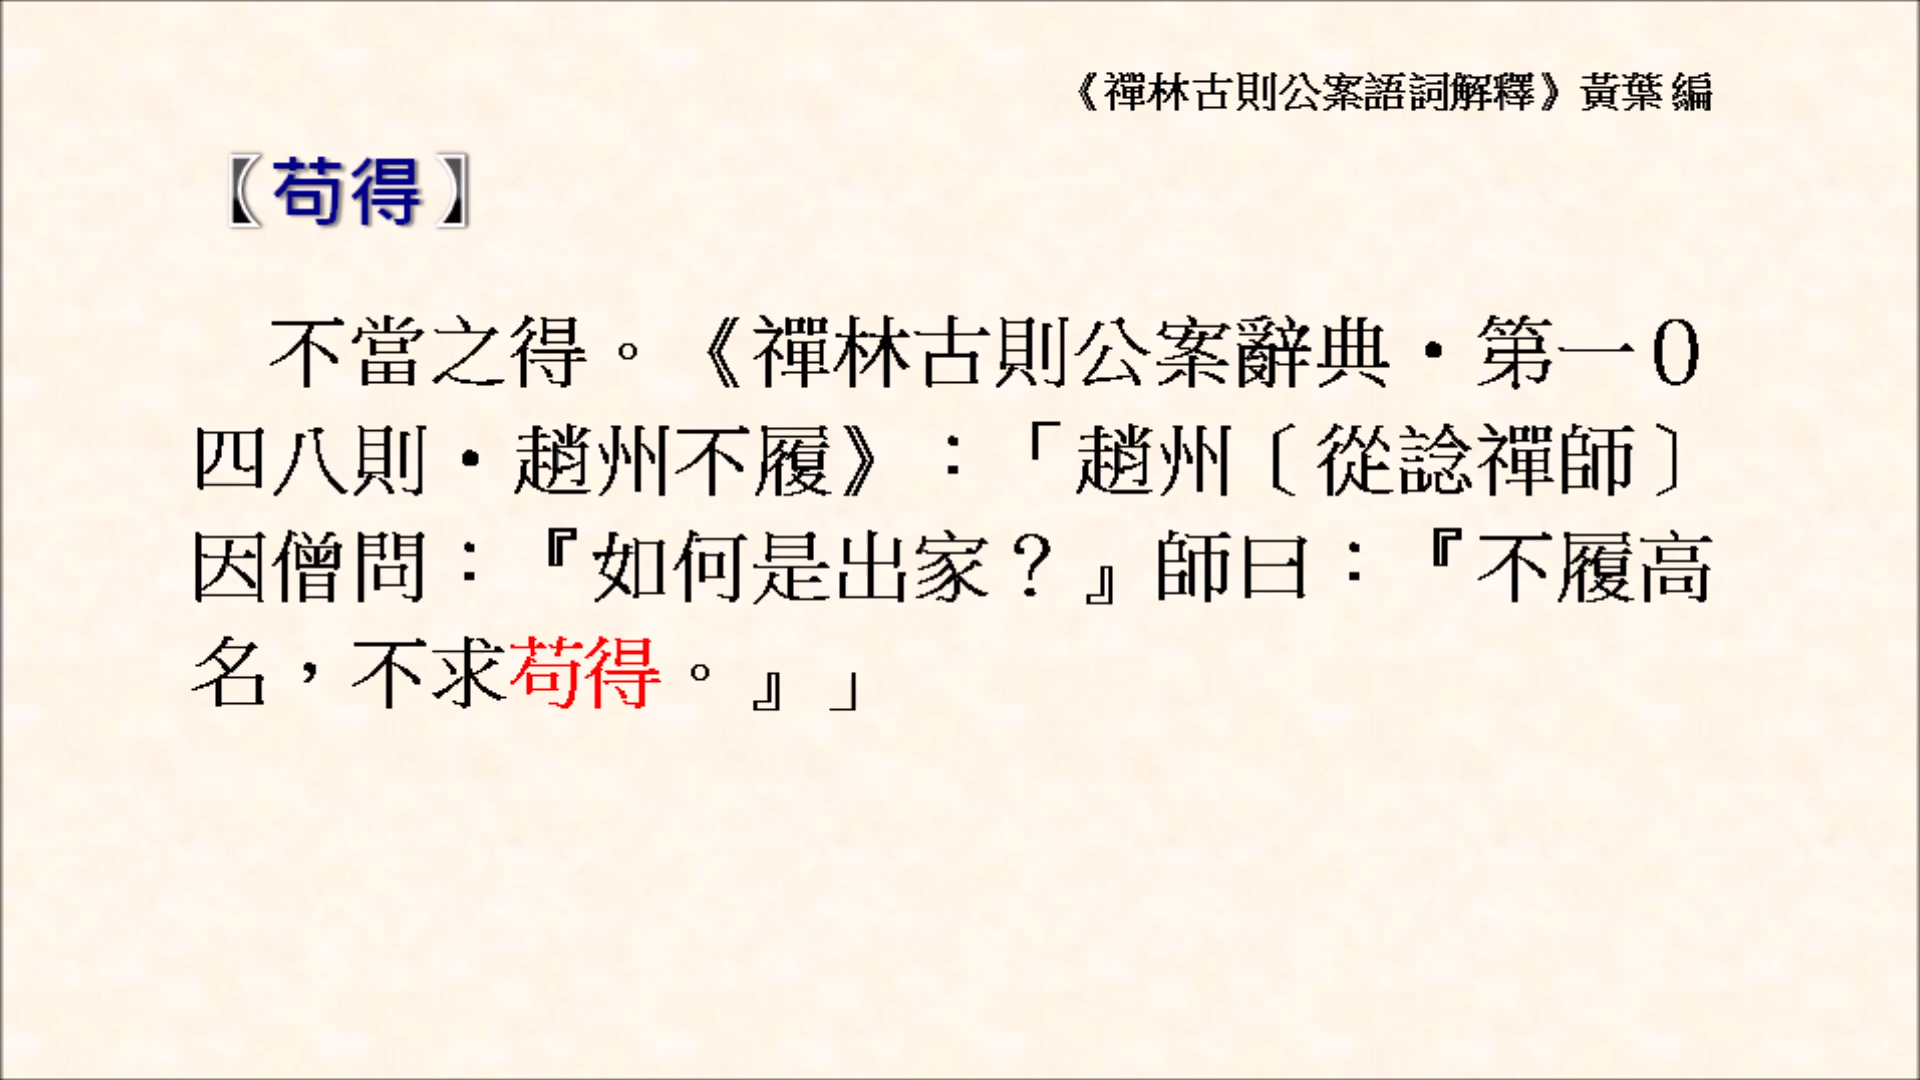 《禪林古則公案語詞解釋》黃葉 編
【苟得】
不當之得。《禪林古則公案辭典・第一０
四八則・趙州不履》：「趙州〔從諗禪師〕
因僧問：『如何是出家？』師曰：『不履高
名，不求苟得。』」